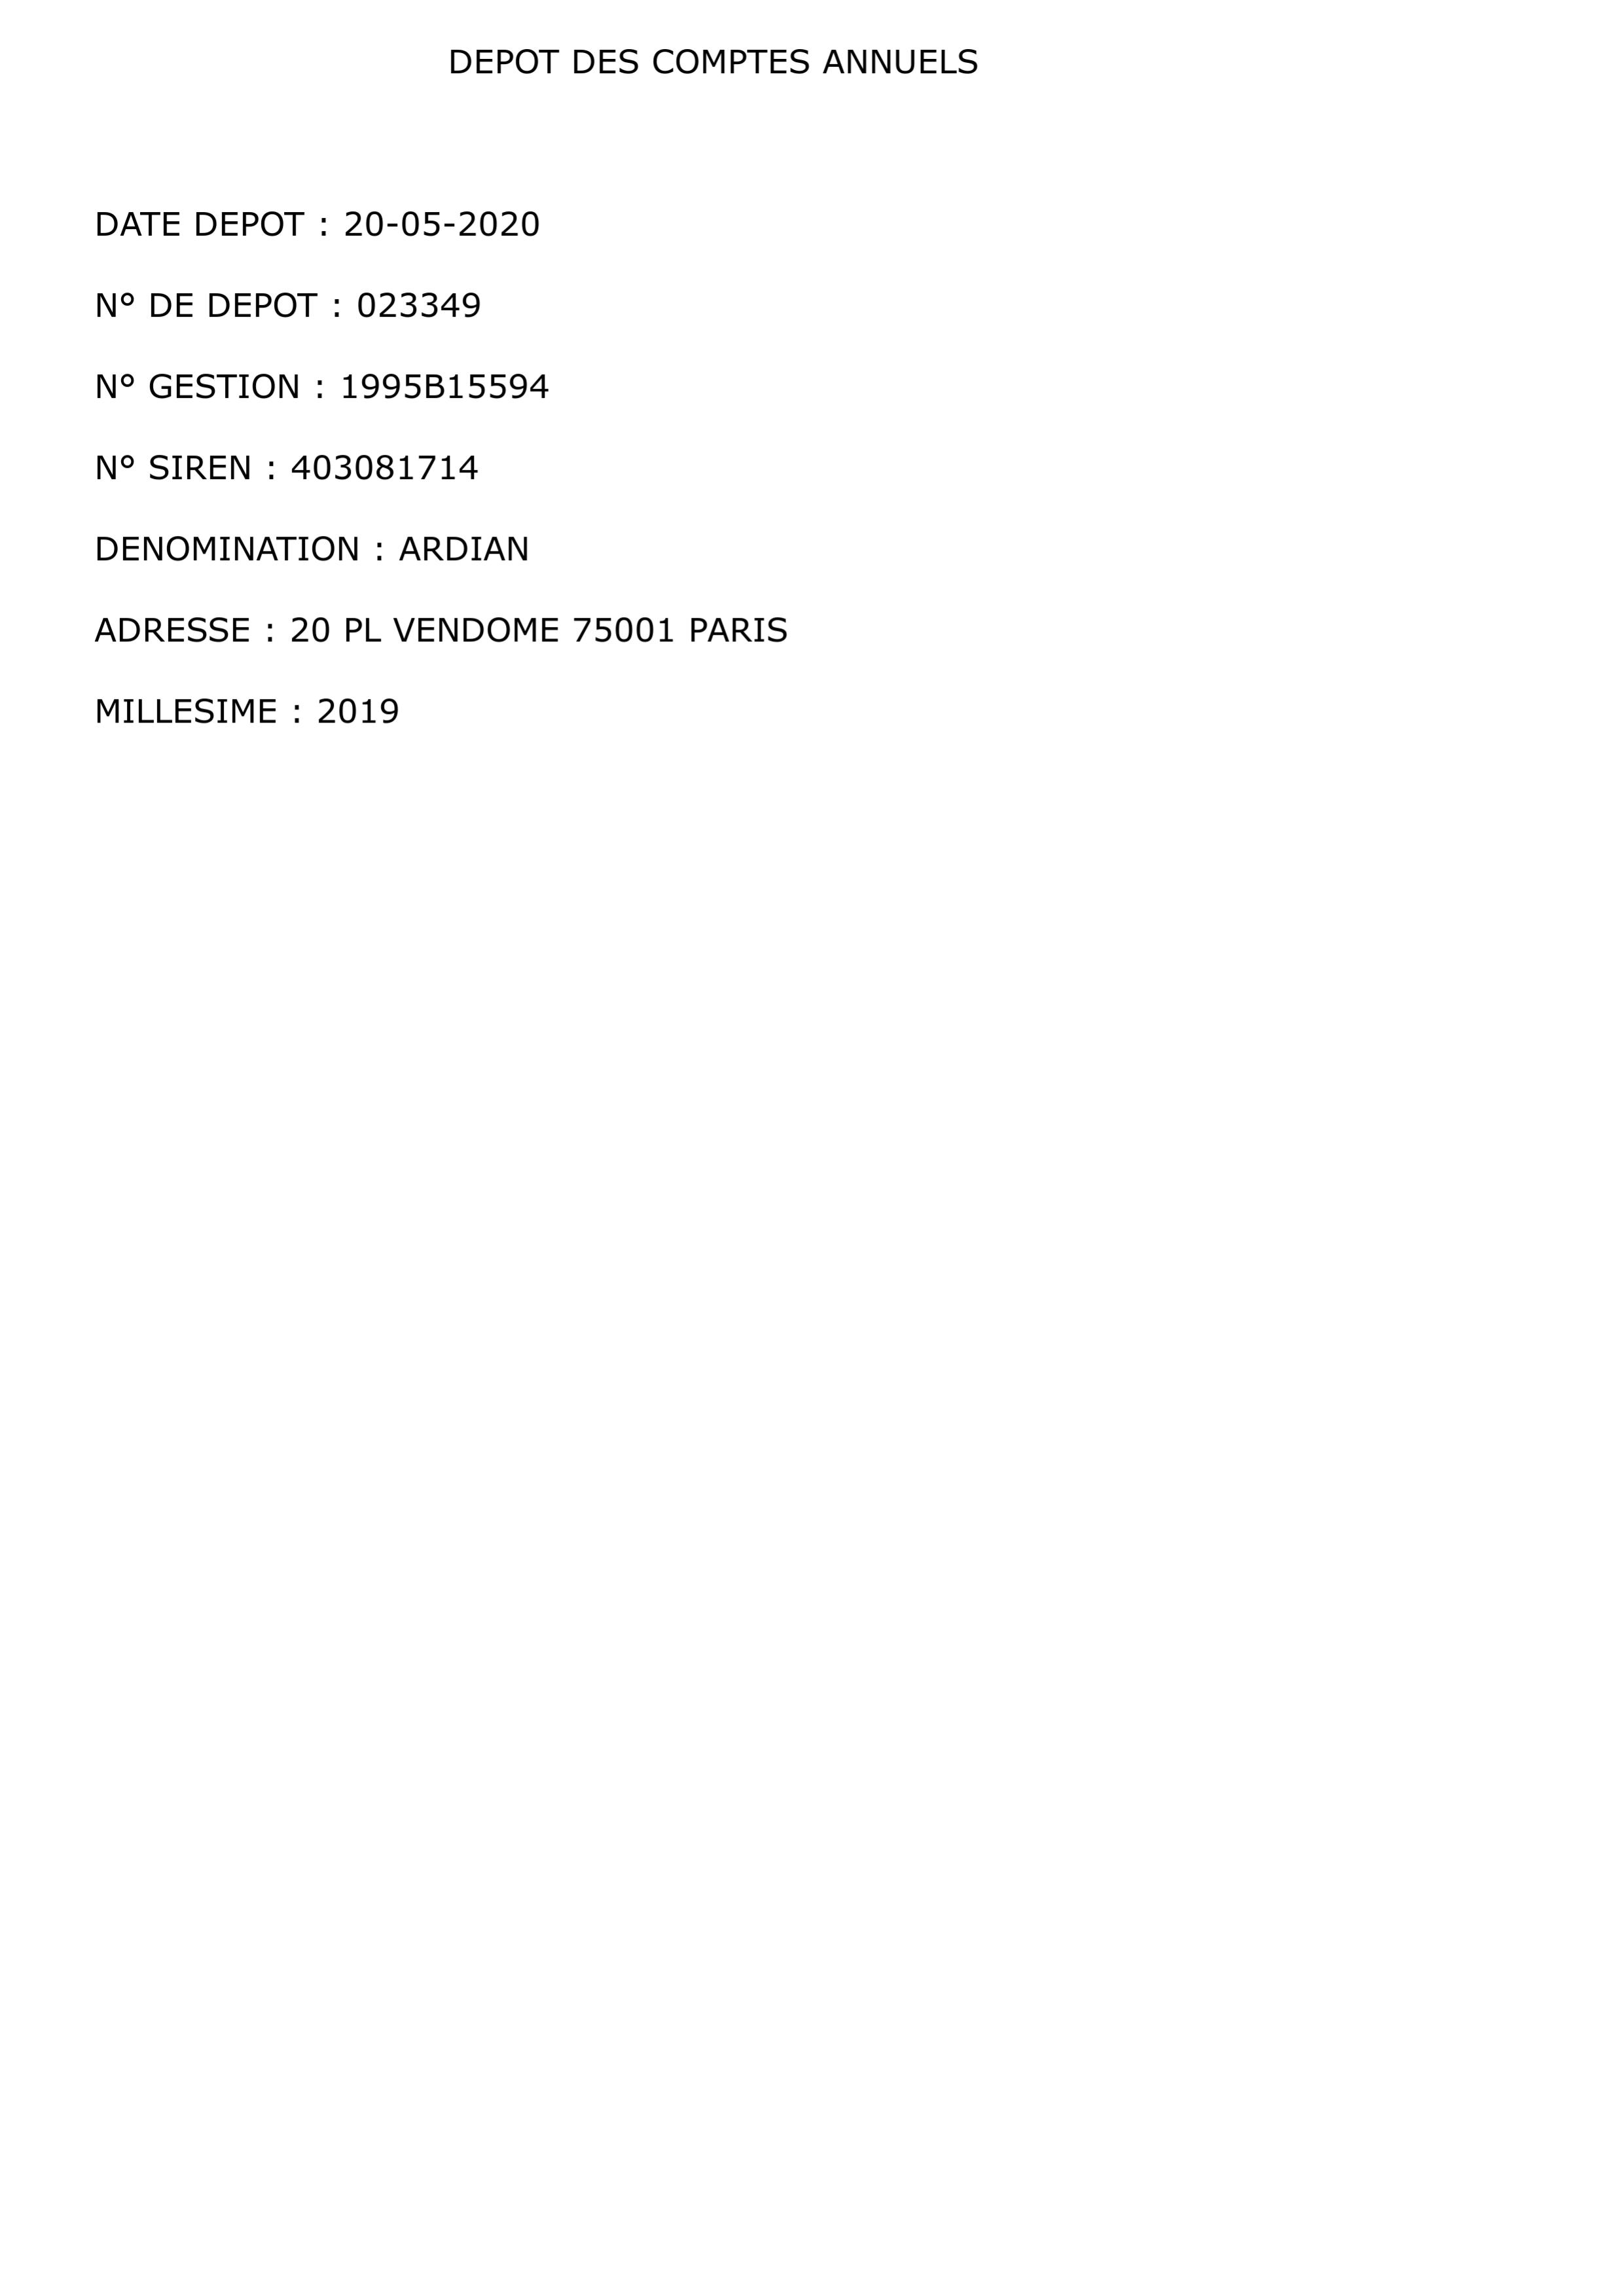 DEPOT DES COMPTES ANNUELS
DATE DEPOT : 20-05-2020
N° DE DEPOT : 023349
N° GESTION : 1995B15594
N° SIREN : 403081714
DENOMINATION : ARDIAN
ADRESSE : 20 PL VENDOME 75001 PARIS
MILLESIME : 2019